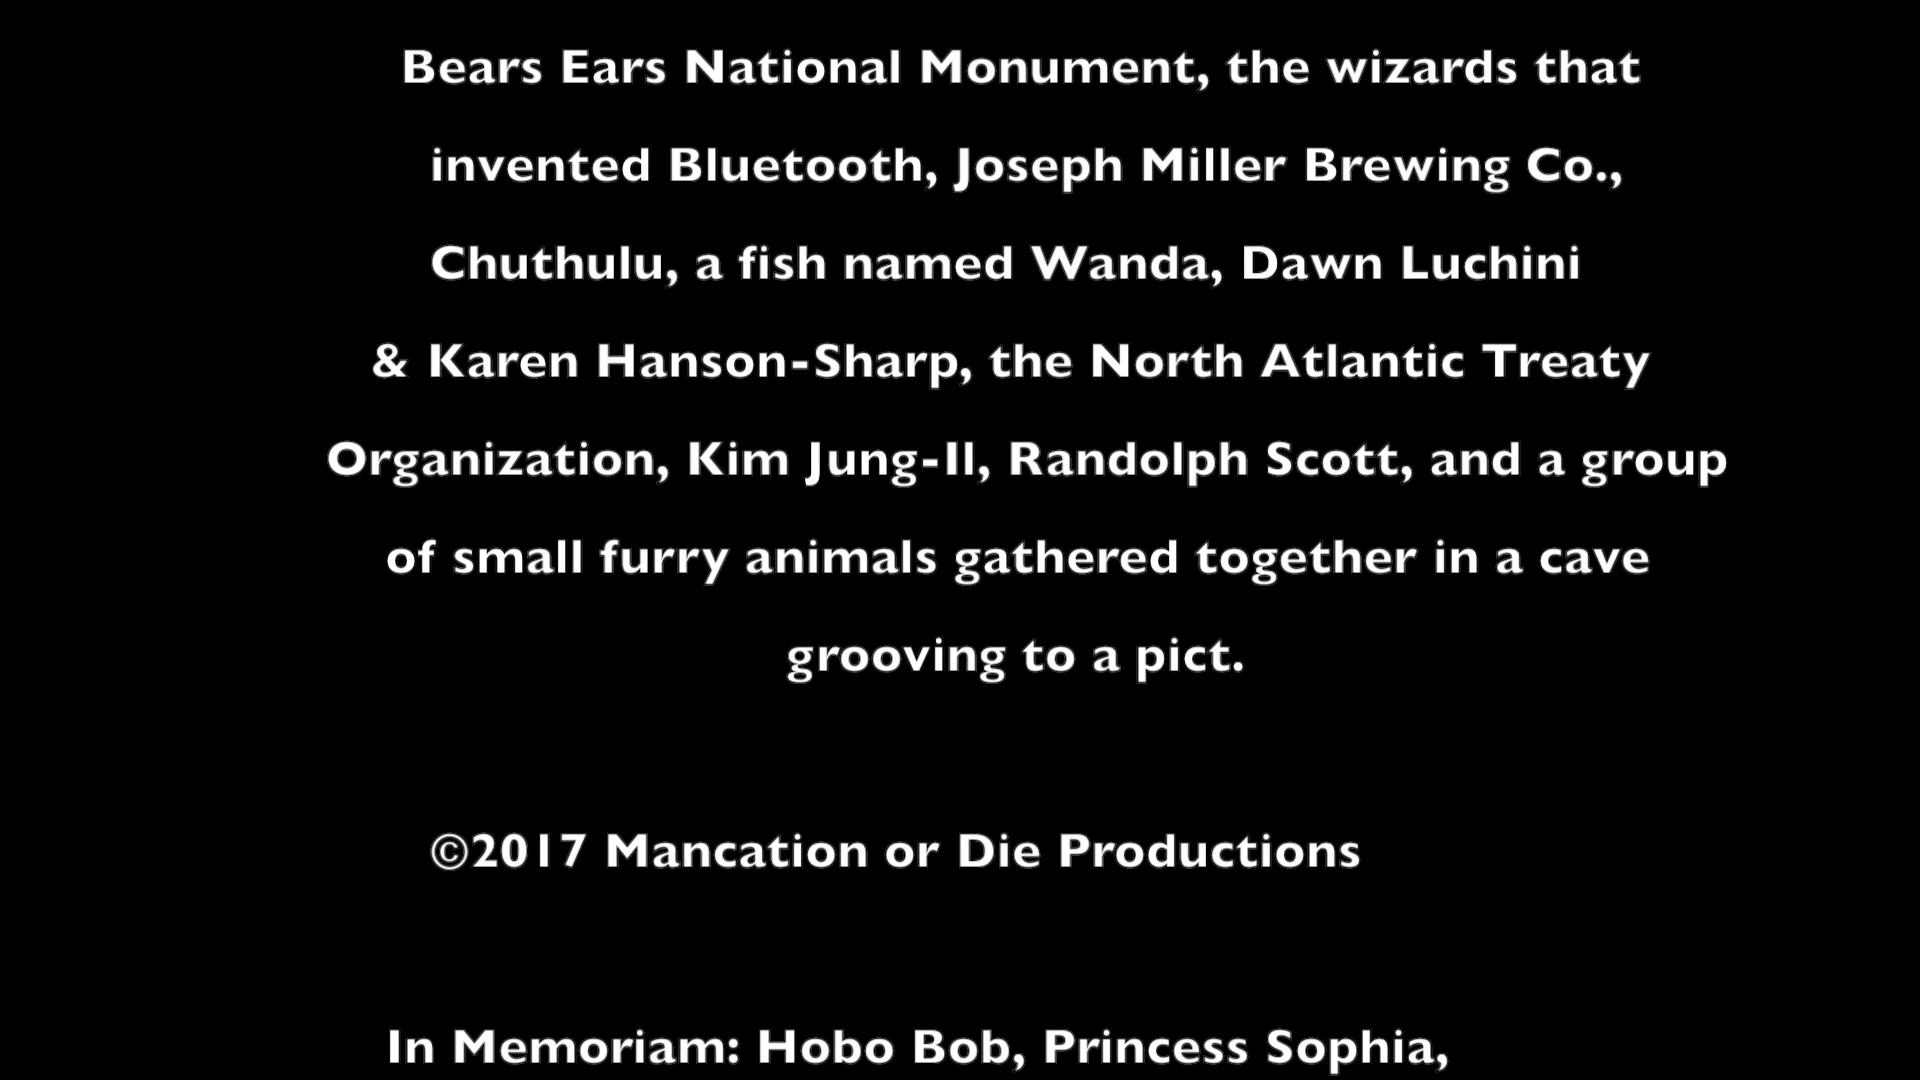 Bears Ears National Monument, the wizards that
invented Bluetooth, Joseph Miller Brewing Co.,
Chuthulu, a fish named Wanda, Dawn Luchini
& Karen Hanson-Sharp, the North Atlantic Treaty
Organization, Kim Jung-Il, Randolph Scott, and a group
of small furry animals gathered together in a cave
grooving to a pict.
©2017 Mancation or Die Productions
In Memoriam: Hobo Bob, Princess Sophia,